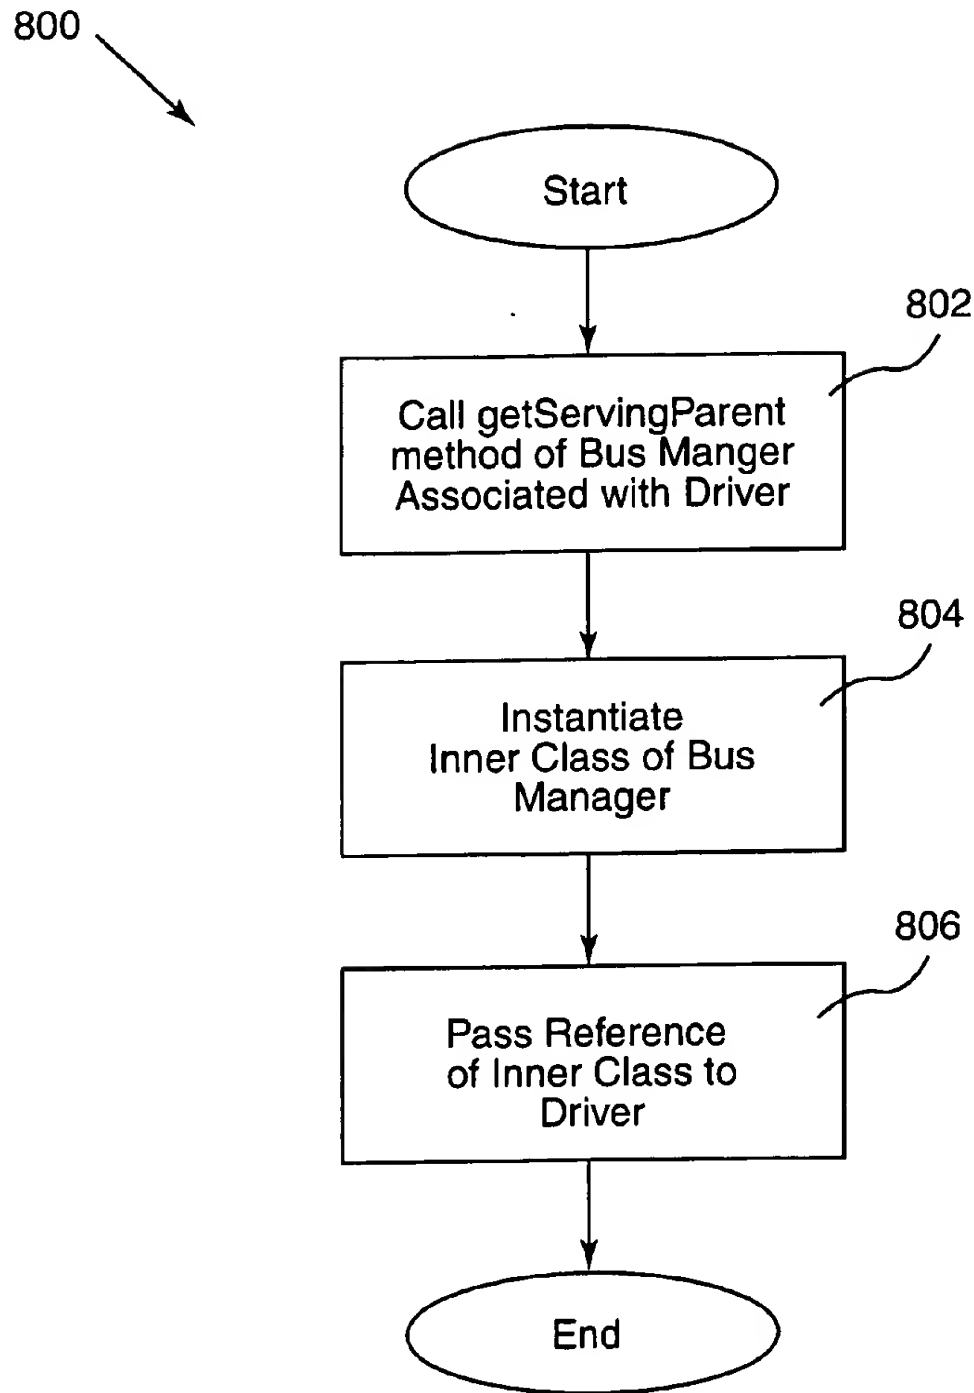 800
Start
802
Call getServingParent
method of Bus Manger
Associated with Driver
804
Instantiate
Inner Class of Bus
Manager
806
Pass Reference
of Inner Class to
Driver
End